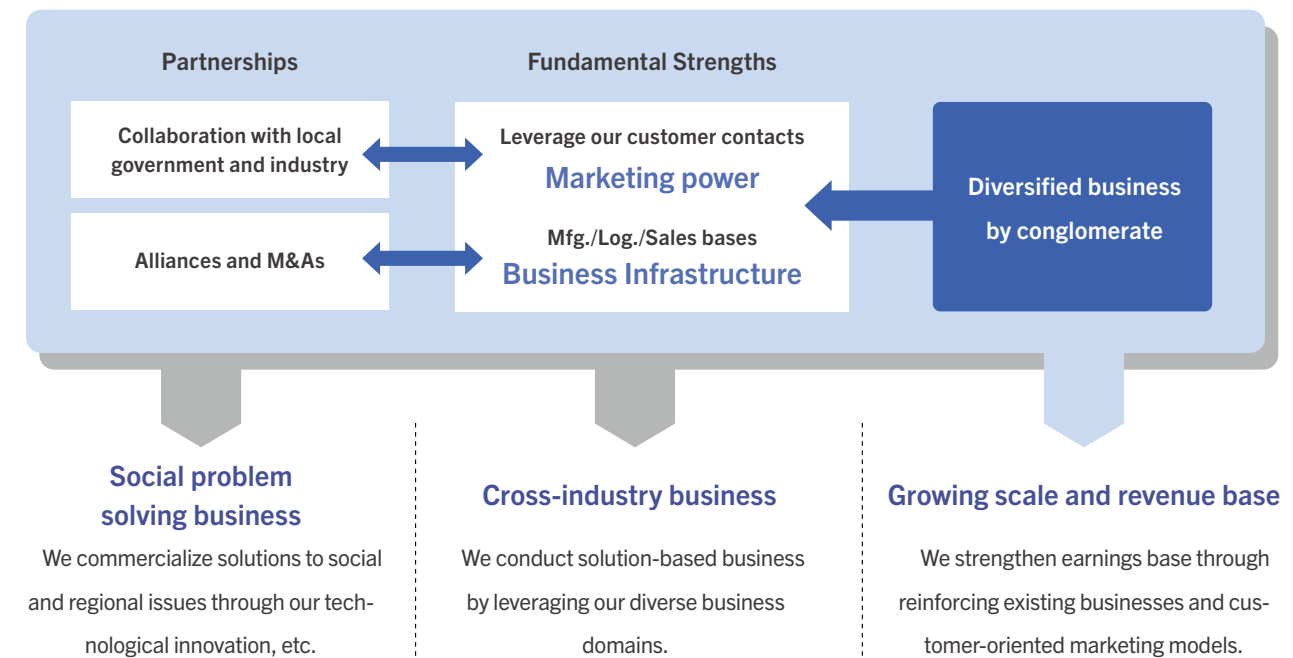 Partnerships
Collaboration with local
government and industry
Alliances and M&As
Fundamental Strengths
Leverage our customer contacts
Marketing power
Mfg./Log./Sales bases
Business Infrastructure
Diversified business
by conglomerate
Social problem
solving business
We commercialize solutions to social
and regional issues through our tech-
nological innovation, etc.
Cross-industry business
We conduct solution-based business
by leveraging our diverse business
domains.
Growing scale and revenue base
We strengthen earnings base through
reinforcing existing businesses and cus-
tomer-oriented marketing models.